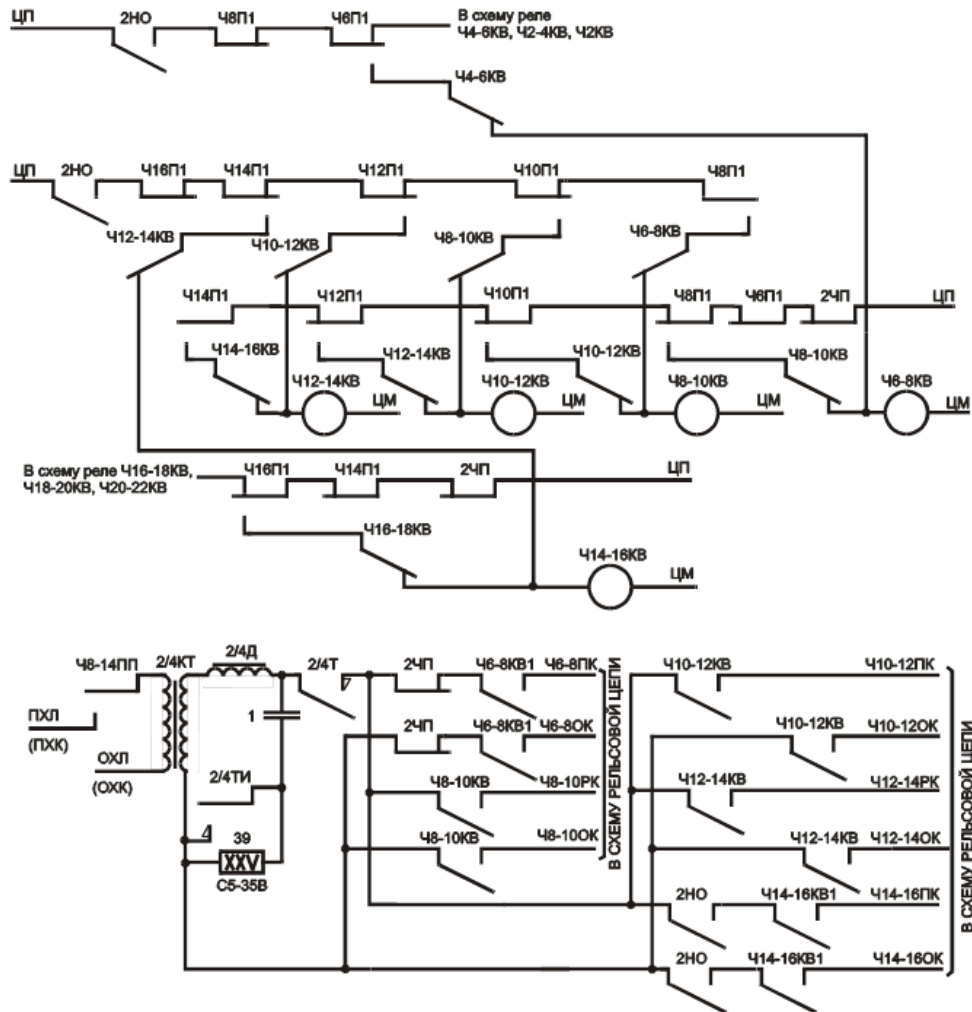 ЦП 2НО Ч8П1 Ч6П1 В схему реле
Ч4-6КВ, Ч2-4КВ, Ч2КВ
Ч4-6КВ
ЦП 2НО Ч16П1 Ч14П1 Ч12П1 Ч10П1 Ч8П1
Ч12-14КВ Ч10-12КВ Ч8-10КВ Ч6-8КВ
Ч14П1 Ч12П1 Ч10П1 Ч8П1 Ч6П1 2ЧП ЦП
Ч14-16КВ Ч12-14КВ Ч10-12КВ Ч8-10КВ
Ч12-14КВ ЦМ Ч10-12КВ ЦМ Ч8-10КВ ЦМ Ч6-8КВ ЦМ
В схему реле Ч16-18КВ,
Ч18-20КВ, Ч20-22КВ
Ч16П1 Ч14П1 2ЧП ЦП
Ч16-18КВ
Ч14-16КВ ЦМ
Ч8-14ПП 2/4КТ 2/4Д 2/4Т 2ЧП Ч6-8КВ1 Ч6-8ПК Ч10-12КВ Ч10-12ПК
ПХЛ
(ПХК)
1
2ЧП Ч6-8КВ1 Ч6-8ОК Ч10-12КВ Ч10-12ОК
ОХЛ
(ОХК)
2/4ТИ
Ч8-10КВ Ч8-10РК Ч12-14КВ Ч12-14РК
39
XXV
С5-35В
Ч8-10КВ Ч8-10ОК Ч12-14КВ Ч12-14ОК
В СХЕМУ РЕЛЬСОВОЙ ЦЕПИ
2НО Ч14-16КВ1 Ч14-16ПК
2НО Ч14-16КВ1 Ч14-16ОК
В СХЕМУ РЕЛЬСОВОЙ ЦЕПИ